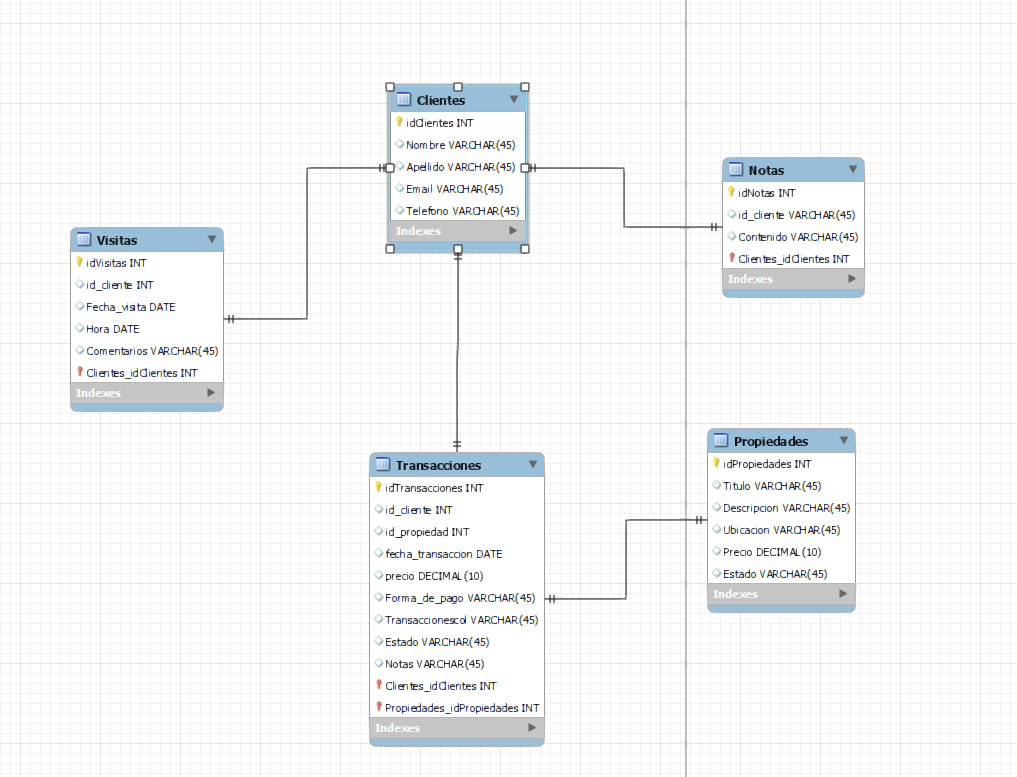 Clientes
idClientes INT
Nombre VARCHAR(45)
Apellido VARCHAR(45)
Email VARCHAR(45)
Telefono VARCHAR(45)
Indexes
Notas
idNotas INT
id_cliente VARCHAR(45)
Contenido VARCHAR(45)
Clientes_idClientes INT
Indexes
Visitas
idVisitas INT
id_cliente INT
Fecha_visita DATE
Hora DATE
Comentarios VARCHAR(45)
Clientes_idClientes INT
Indexes
Transacciones
idTransacciones INT
id_cliente INT
id_propiedad INT
fecha_transaccion DATE
precio DECIMAL(10)
Forma_de_pago VARCHAR(45)
Transaccionescol VARCHAR(45)
Estado VARCHAR(45)
Notas VARCHAR(45)
Clientes_idClientes INT
Propiedades_idPropiedades INT
Indexes
Propiedades
idPropiedades INT
Titulo VARCHAR(45)
Descripcion VARCHAR(45)
Ubicacion VARCHAR(45)
Precio DECIMAL(10)
Estado VARCHAR(45)
Indexes